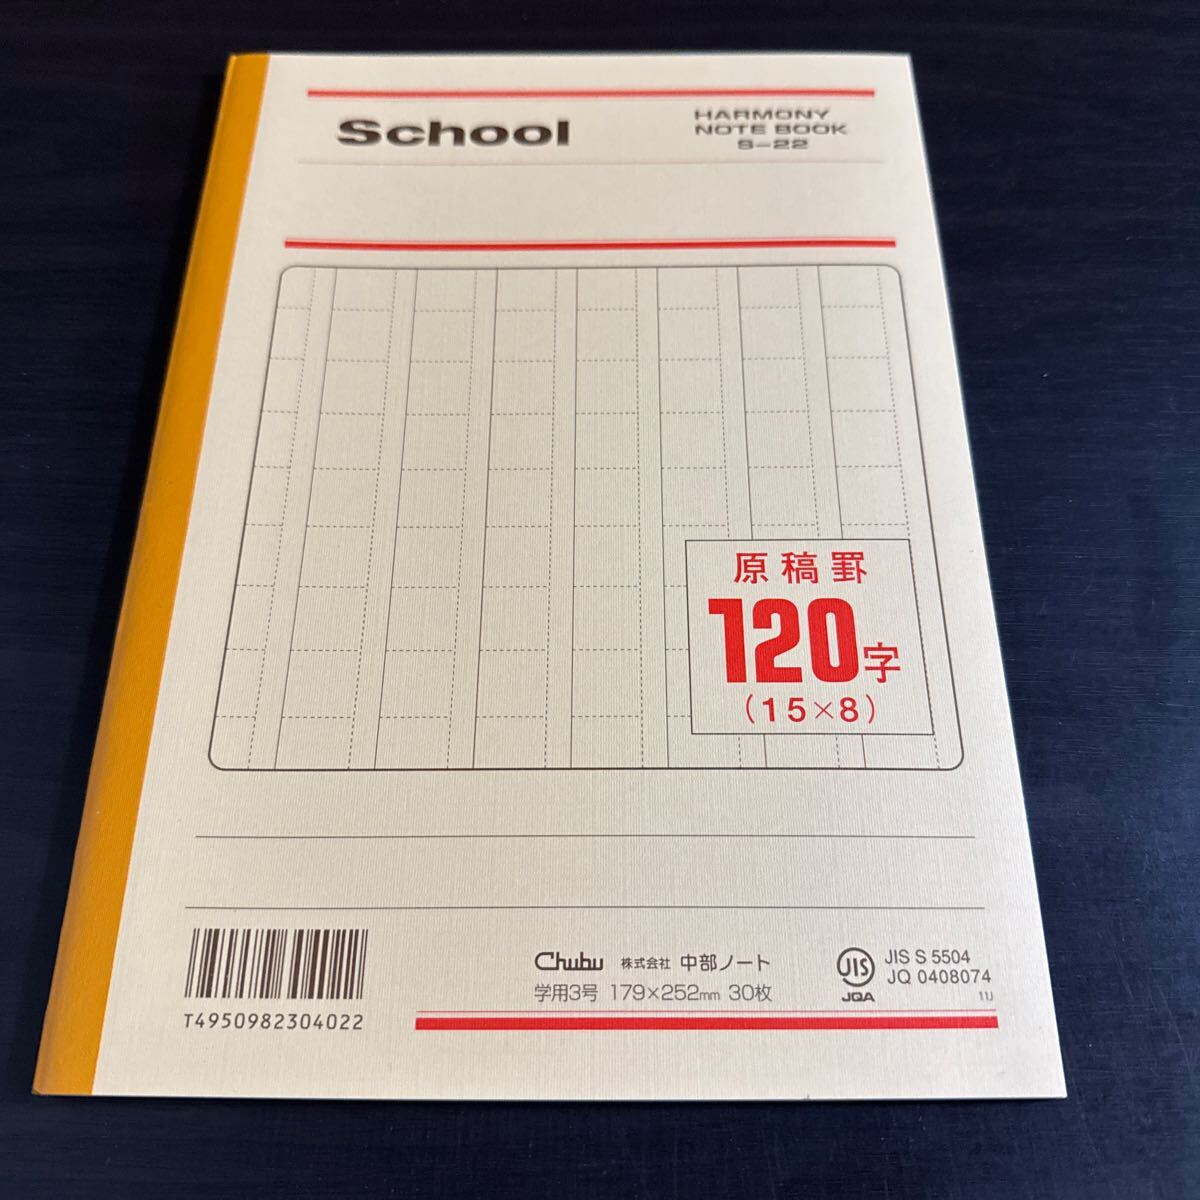 School
HARMONY
NOTE BOOK
S-22
原稿罫
120字
(15×8)
Chubu 株式会社 中部ノート
学用3号 179×252mm 30枚
JIS
JQA
JIS S 5504
JQ 0408074
1U
T4950982304022